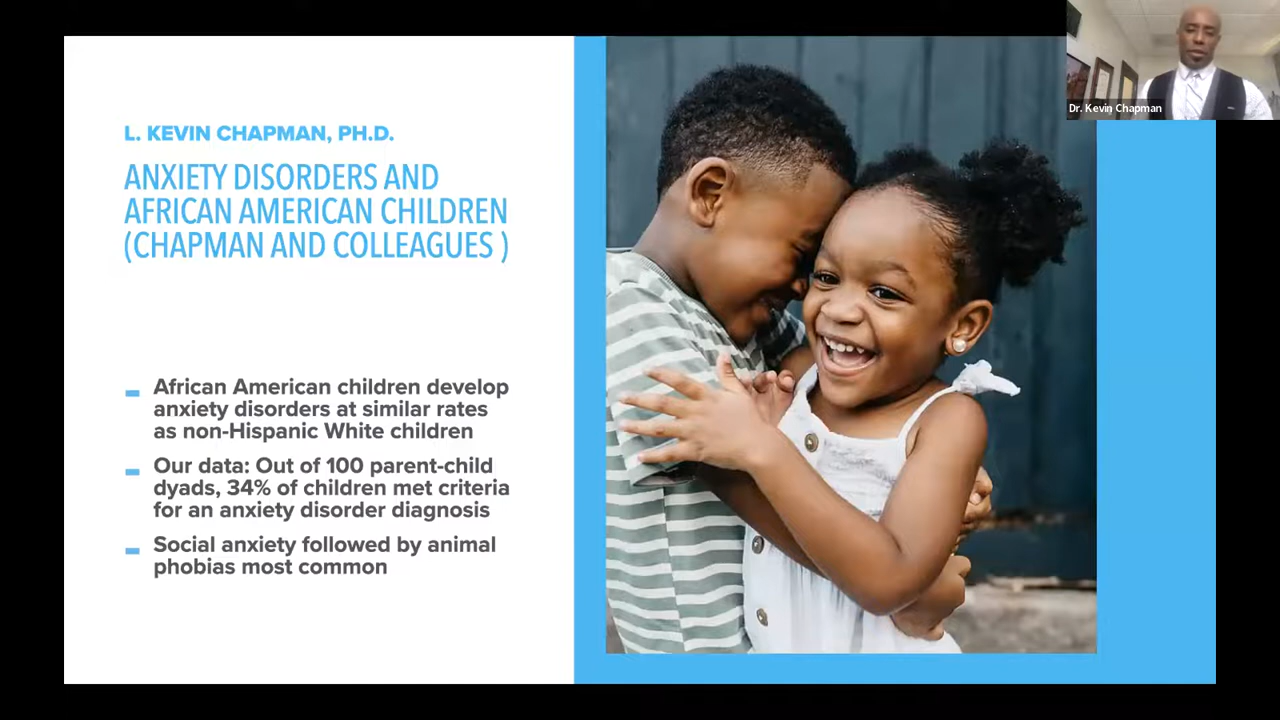 Dr. Kevin Chapman
L. KEVIN CHAPMAN, PH.D.
ANXIETY DISORDERS AND
AFRICAN AMERICAN CHILDREN
(CHAPMAN AND COLLEAGUES )
African American children develop
anxiety disorders at similar rates
as non-Hispanic White children
Our data: Out of 100 parent-child
dyads, 34% of children met criteria
for an anxiety disorder diagnosis
Social anxiety followed by animal
phobias most common